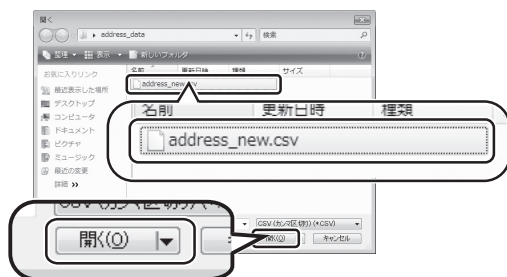 開く
address_data
検索
整理
表示
新しいフォルダ
お気に入りリンク
名前 更新日時 種類 サイズ
最近表示した場所
デスクトップ
コンピュータ
ドキュメント
ピクチャ
ミュージック
最近の変更
詳細 >>
address_new.csv
名前 更新日時 種類
address_new.csv
CSV (カンマ区切り) (*CSV)
開く(O) キャンセル
開く(O)